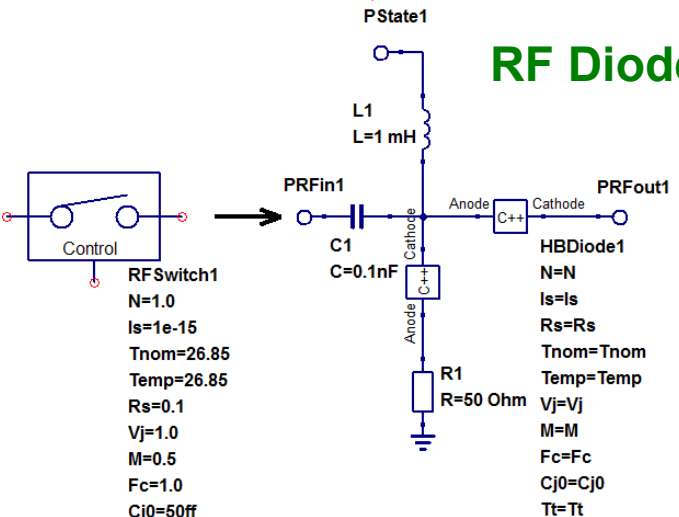 PState1
RF Diode
L1
L=1 mH
PRFin1
Anode
C++
Cathode
PRFout1
Control
C1
C=0.1nF
Cathode
C++
Anode
HBDiode1
N=N
Is=Is
Rs=Rs
Tnom=Tnom
Temp=Temp
Vj=Vj
M=M
Fc=Fc
Cj0=Cj0
Tt=Tt
RFSwitch1
N=1.0
Is=1e-15
Tnom=26.85
Temp=26.85
Rs=0.1
Vj=1.0
M=0.5
Fc=1.0
Cj0=50ff
R1
R=50 Ohm